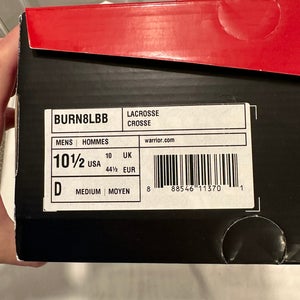 BURN8LBB
LACROSSE
CROSSE
MENS | HOMMES
warrior.com
10½ USA 10 UK
44½ EUR
D MEDIUM | MOYEN
8 88546 11370 1